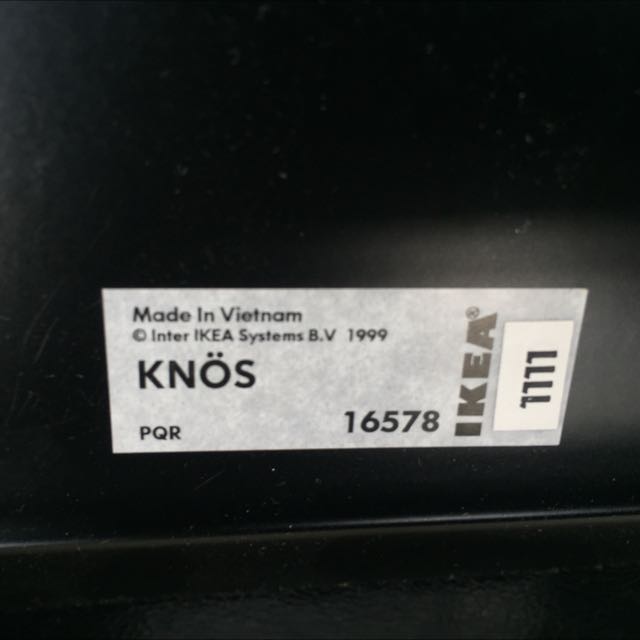 Made In Vietnam
© Inter IKEA Systems B.V 1999
KNÖS
PQR
16578
IKEA®
1111